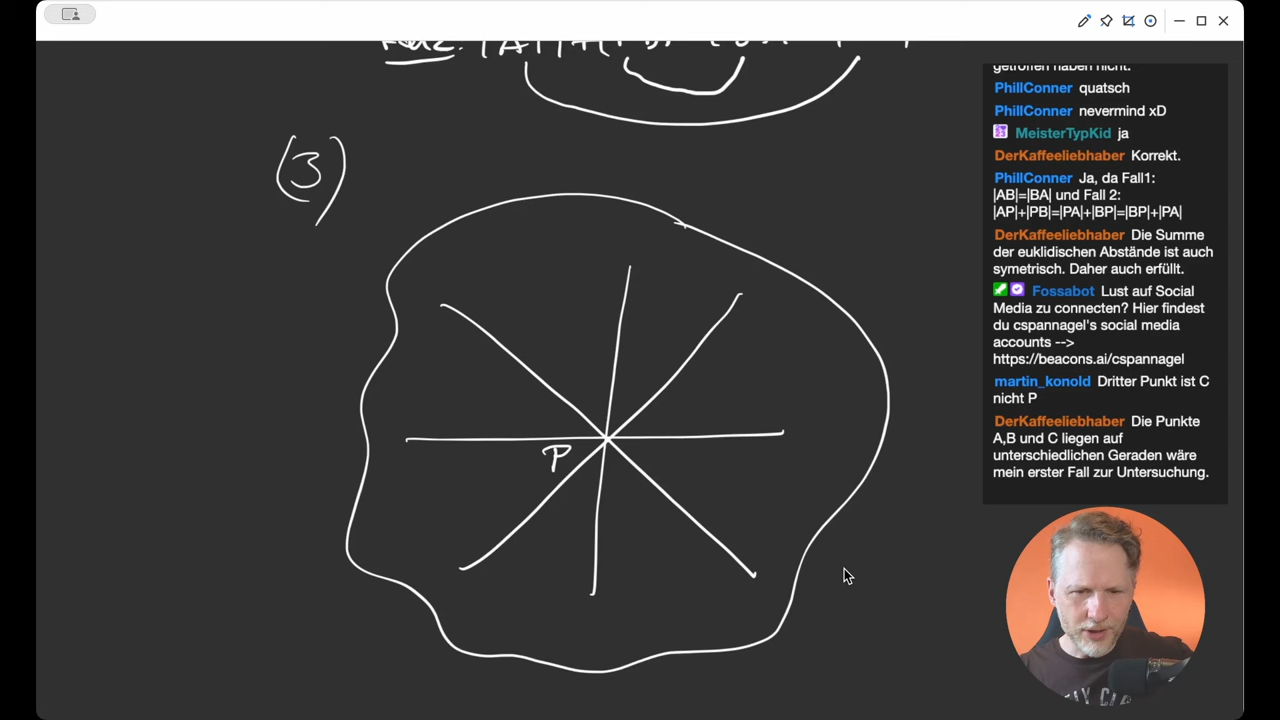 (3)
P
getroffen haben nicht.
PhillConner quatsch
PhillConner nevermind xD
MeisterTypKid ja
DerKaffeeliebhaber Korrekt.
PhillConner Ja, da Fall1:
|AB|=|BA| und Fall 2:
|AP|+|PB|=|PA|+|BP|=|BP|+|PA|
DerKaffeeliebhaber Die Summe
der euklidischen Abstände ist auch
symetrisch. Daher auch erfüllt.
Fossabot Lust auf Social
Media zu connecten? Hier findest
du cspannagel's social media
accounts -->
https://beacons.ai/cspannagel
martin_konold Dritter Punkt ist C
nicht P
DerKaffeeliebhaber Die Punkte
A,B und C liegen auf
unterschiedlichen Geraden wäre
mein erster Fall zur Untersuchung.